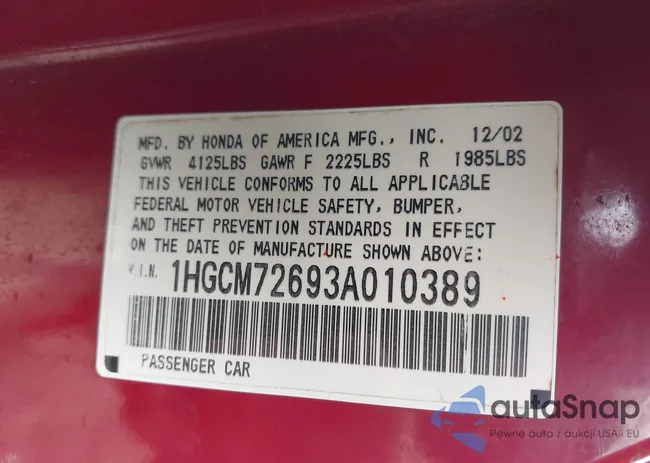 MFD. BY HONDA OF AMERICA MFG., INC. 12/02
GVWR 4125LBS GAWR F 2225LBS R 1985LBS
THIS VEHICLE CONFORMS TO ALL APPLICABLE
FEDERAL MOTOR VEHICLE SAFETY, BUMPER,
AND THEFT PREVENTION STANDARDS IN EFFECT
ON THE DATE OF MANUFACTURE SHOWN ABOVE:
V.I.N. 1HGCM72693A010389
PASSENGER CAR
autaSnap
Pewne auta z aukcji USA i EU